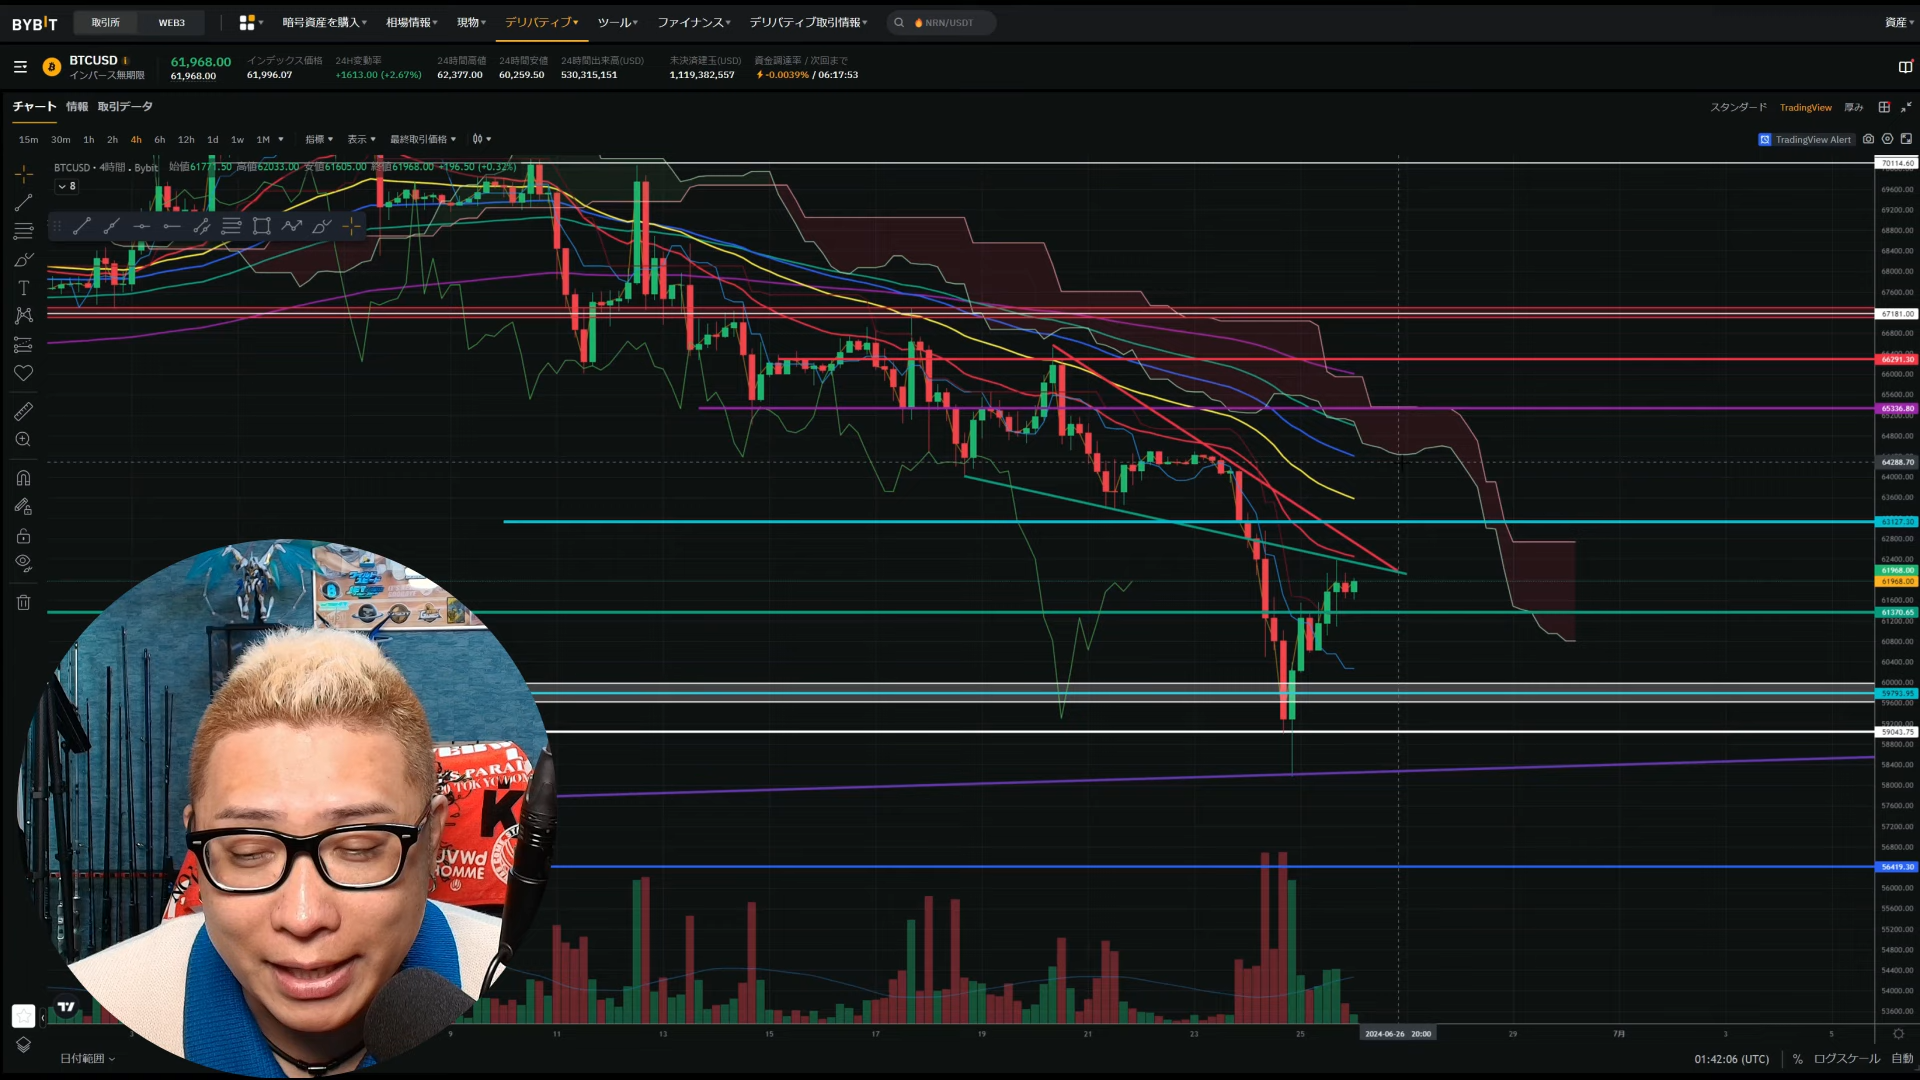 BYBIT 取引所 WEB3 暗号資産を購入 相場情報 現物 デリバティブ ツール ファイナンス デリバティブ取引情報 NRN/USDT 資産
BTCUSD
インバース無期限
61,968.00
61,968.00
インデックス価格
61,996.07
24H変動率
+1613.00 (+2.67%)
24時間高値
62,377.00
24時間安値
60,259.50
24時間出来高(USD)
530,315,151
未決済建玉(USD)
1,119,382,557
資金調達率 / 次回まで
-0.0039% / 06:17:53
チャート 情報 取引データ
スタンダード TradingView 厚み
15m 30m 1h 2h 4h 6h 12h 1d 1w 1M 指標 表示 最終取引価格
TradingView Alert
BTCUSD・4時間 . Bybit 始値61771.50 高値62033.00 安値61605.00 終値61968.00 +196.50 (+0.32%)
8
70114.60
69600.00
69200.00
68800.00
68400.00
68000.00
67600.00
67181.00
66800.00
66291.30
66000.00
65600.00
65336.80
64800.00
64288.70
64000.00
63600.00
63127.30
62800.00
62400.00
61968.00
61968.00
61600.00
61370.65
61200.00
60800.00
60400.00
60000.00
59793.95
59600.00
59043.75
58800.00
58400.00
58000.00
57600.00
57200.00
56800.00
56419.30
56000.00
55600.00
55200.00
54800.00
54400.00
54000.00
53600.00
9 11 13 15 17 19 21 23 25 2024-06-26 20:00 29 7月 3 5
日付範囲
01:42:06 (UTC) % ログスケール 自動